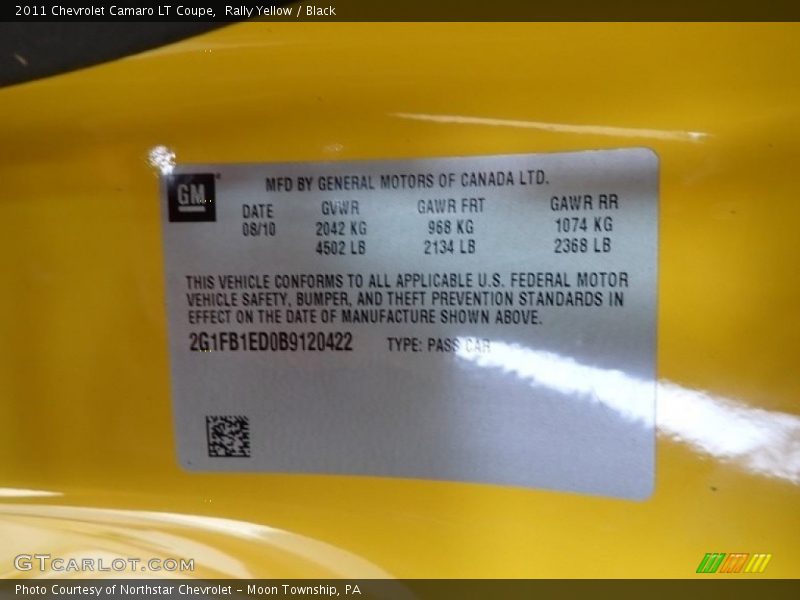 2011 Chevrolet Camaro LT Coupe, Rally Yellow / Black
GM
MFD BY GENERAL MOTORS OF CANADA LTD.
DATE GVWR GAWR FRT GAWR RR
08/10 2042 KG 968 KG 1074 KG
4502 LB 2134 LB 2368 LB
THIS VEHICLE CONFORMS TO ALL APPLICABLE U.S. FEDERAL MOTOR
VEHICLE SAFETY, BUMPER, AND THEFT PREVENTION STANDARDS IN
EFFECT ON THE DATE OF MANUFACTURE SHOWN ABOVE.
2G1FB1ED0B9120422 TYPE: PASS CAR
GTCARLOT.COM
Photo Courtesy of Northstar Chevrolet - Moon Township, PA